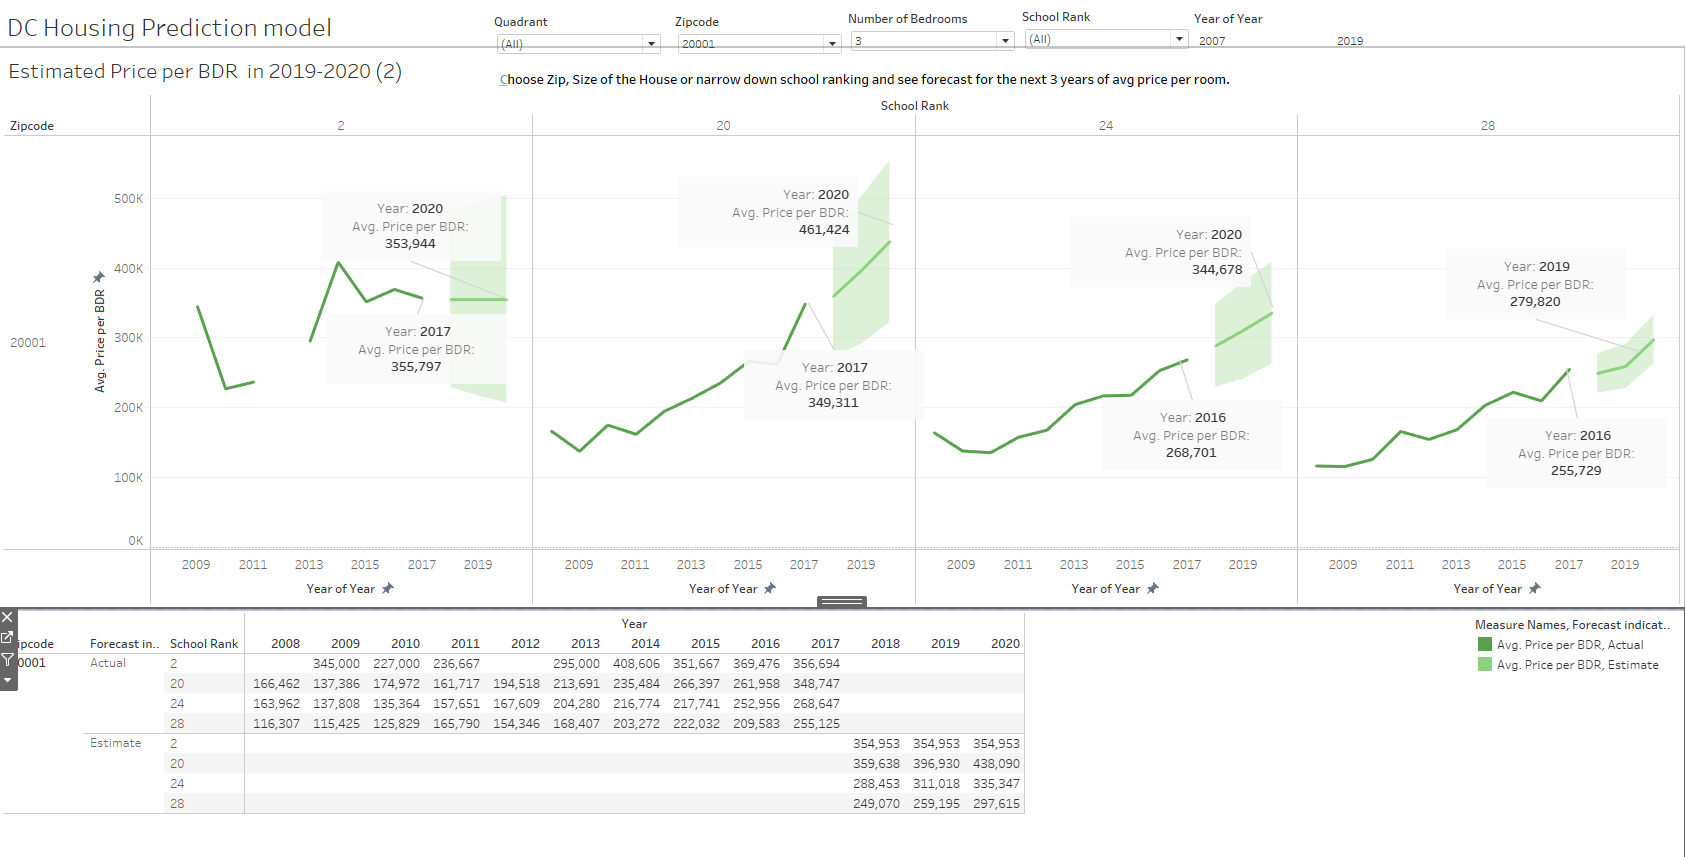 DC Housing Prediction model
Quadrant
(All)
Zipcode
20001
Number of Bedrooms
3
School Rank
(All)
Year of Year
2007 2019
Estimated Price per BDR in 2019-2020 (2)
Choose Zip, Size of the House or narrow down school ranking and see forecast for the next 3 years of avg price per room.
School Rank
Zipcode 2 20 24 28
20001
Avg. Price per BDR
500K
400K
300K
200K
100K
0K
Year: 2020
Avg. Price per BDR:
353,944
Year: 2017
Avg. Price per BDR:
355,797
Year: 2020
Avg. Price per BDR:
461,424
Year: 2017
Avg. Price per BDR:
349,311
Year: 2020
Avg. Price per BDR:
344,678
Year: 2016
Avg. Price per BDR:
268,701
Year: 2019
Avg. Price per BDR:
279,820
Year: 2016
Avg. Price per BDR:
255,729
2009 2011 2013 2015 2017 2019 2009 2011 2013 2015 2017 2019 2009 2011 2013 2015 2017 2019 2009 2011 2013 2015 2017 2019
Year of Year Year of Year Year of Year Year of Year
Year
ipcode Forecast in.. School Rank 2008 2009 2010 2011 2012 2013 2014 2015 2016 2017 2018 2019 2020
0001 Actual 2 345,000 227,000 236,667 295,000 408,606 351,667 369,476 356,694
20 166,462 137,386 174,972 161,717 194,518 213,691 235,484 266,397 261,958 348,747
24 163,962 137,808 135,364 157,651 167,609 204,280 216,774 217,741 252,956 268,647
28 116,307 115,425 125,829 165,790 154,346 168,407 203,272 222,032 209,583 255,125
Estimate 2 354,953 354,953 354,953
20 359,638 396,930 438,090
24 288,453 311,018 335,347
28 249,070 259,195 297,615
Measure Names, Forecast indicat..
Avg. Price per BDR, Actual
Avg. Price per BDR, Estimate